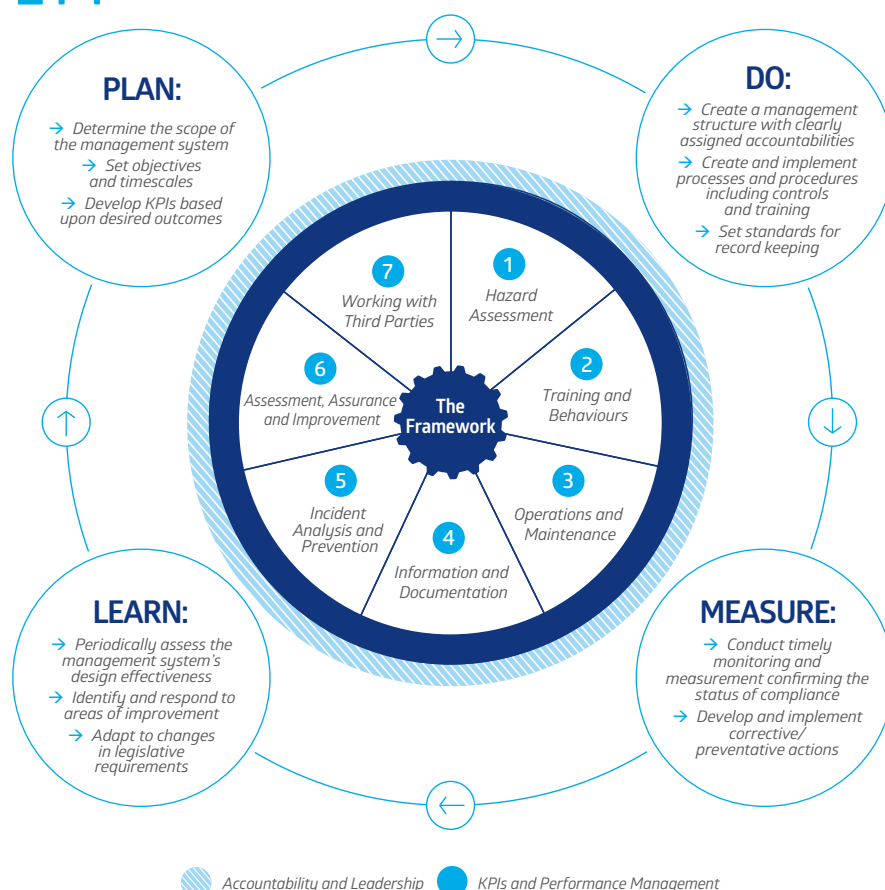 PLAN:
→ Determine the scope of
the management system
→ Set objectives
and timescales
→ Develop KPIs based
upon desired outcomes
DO:
→ Create a management
structure with clearly
assigned accountabilities
→ Create and implement
processes and procedures
including controls
and training
→ Set standards for
record keeping
1
Hazard
Assessment
2
Training and
Behaviours
3
Operations and
Maintenance
4
Information and
Documentation
5
Incident
Analysis and
Prevention
6
Assessment, Assurance
and Improvement
7
Working with
Third Parties
The
Framework
LEARN:
→ Periodically assess the
management system's
design effectiveness
→ Identify and respond to
areas of improvement
→ Adapt to changes
in legislative
requirements
MEASURE:
→ Conduct timely
monitoring and
measurement confirming the
status of compliance
→ Develop and implement
corrective/
preventative actions
Accountability and Leadership
KPIs and Performance Management